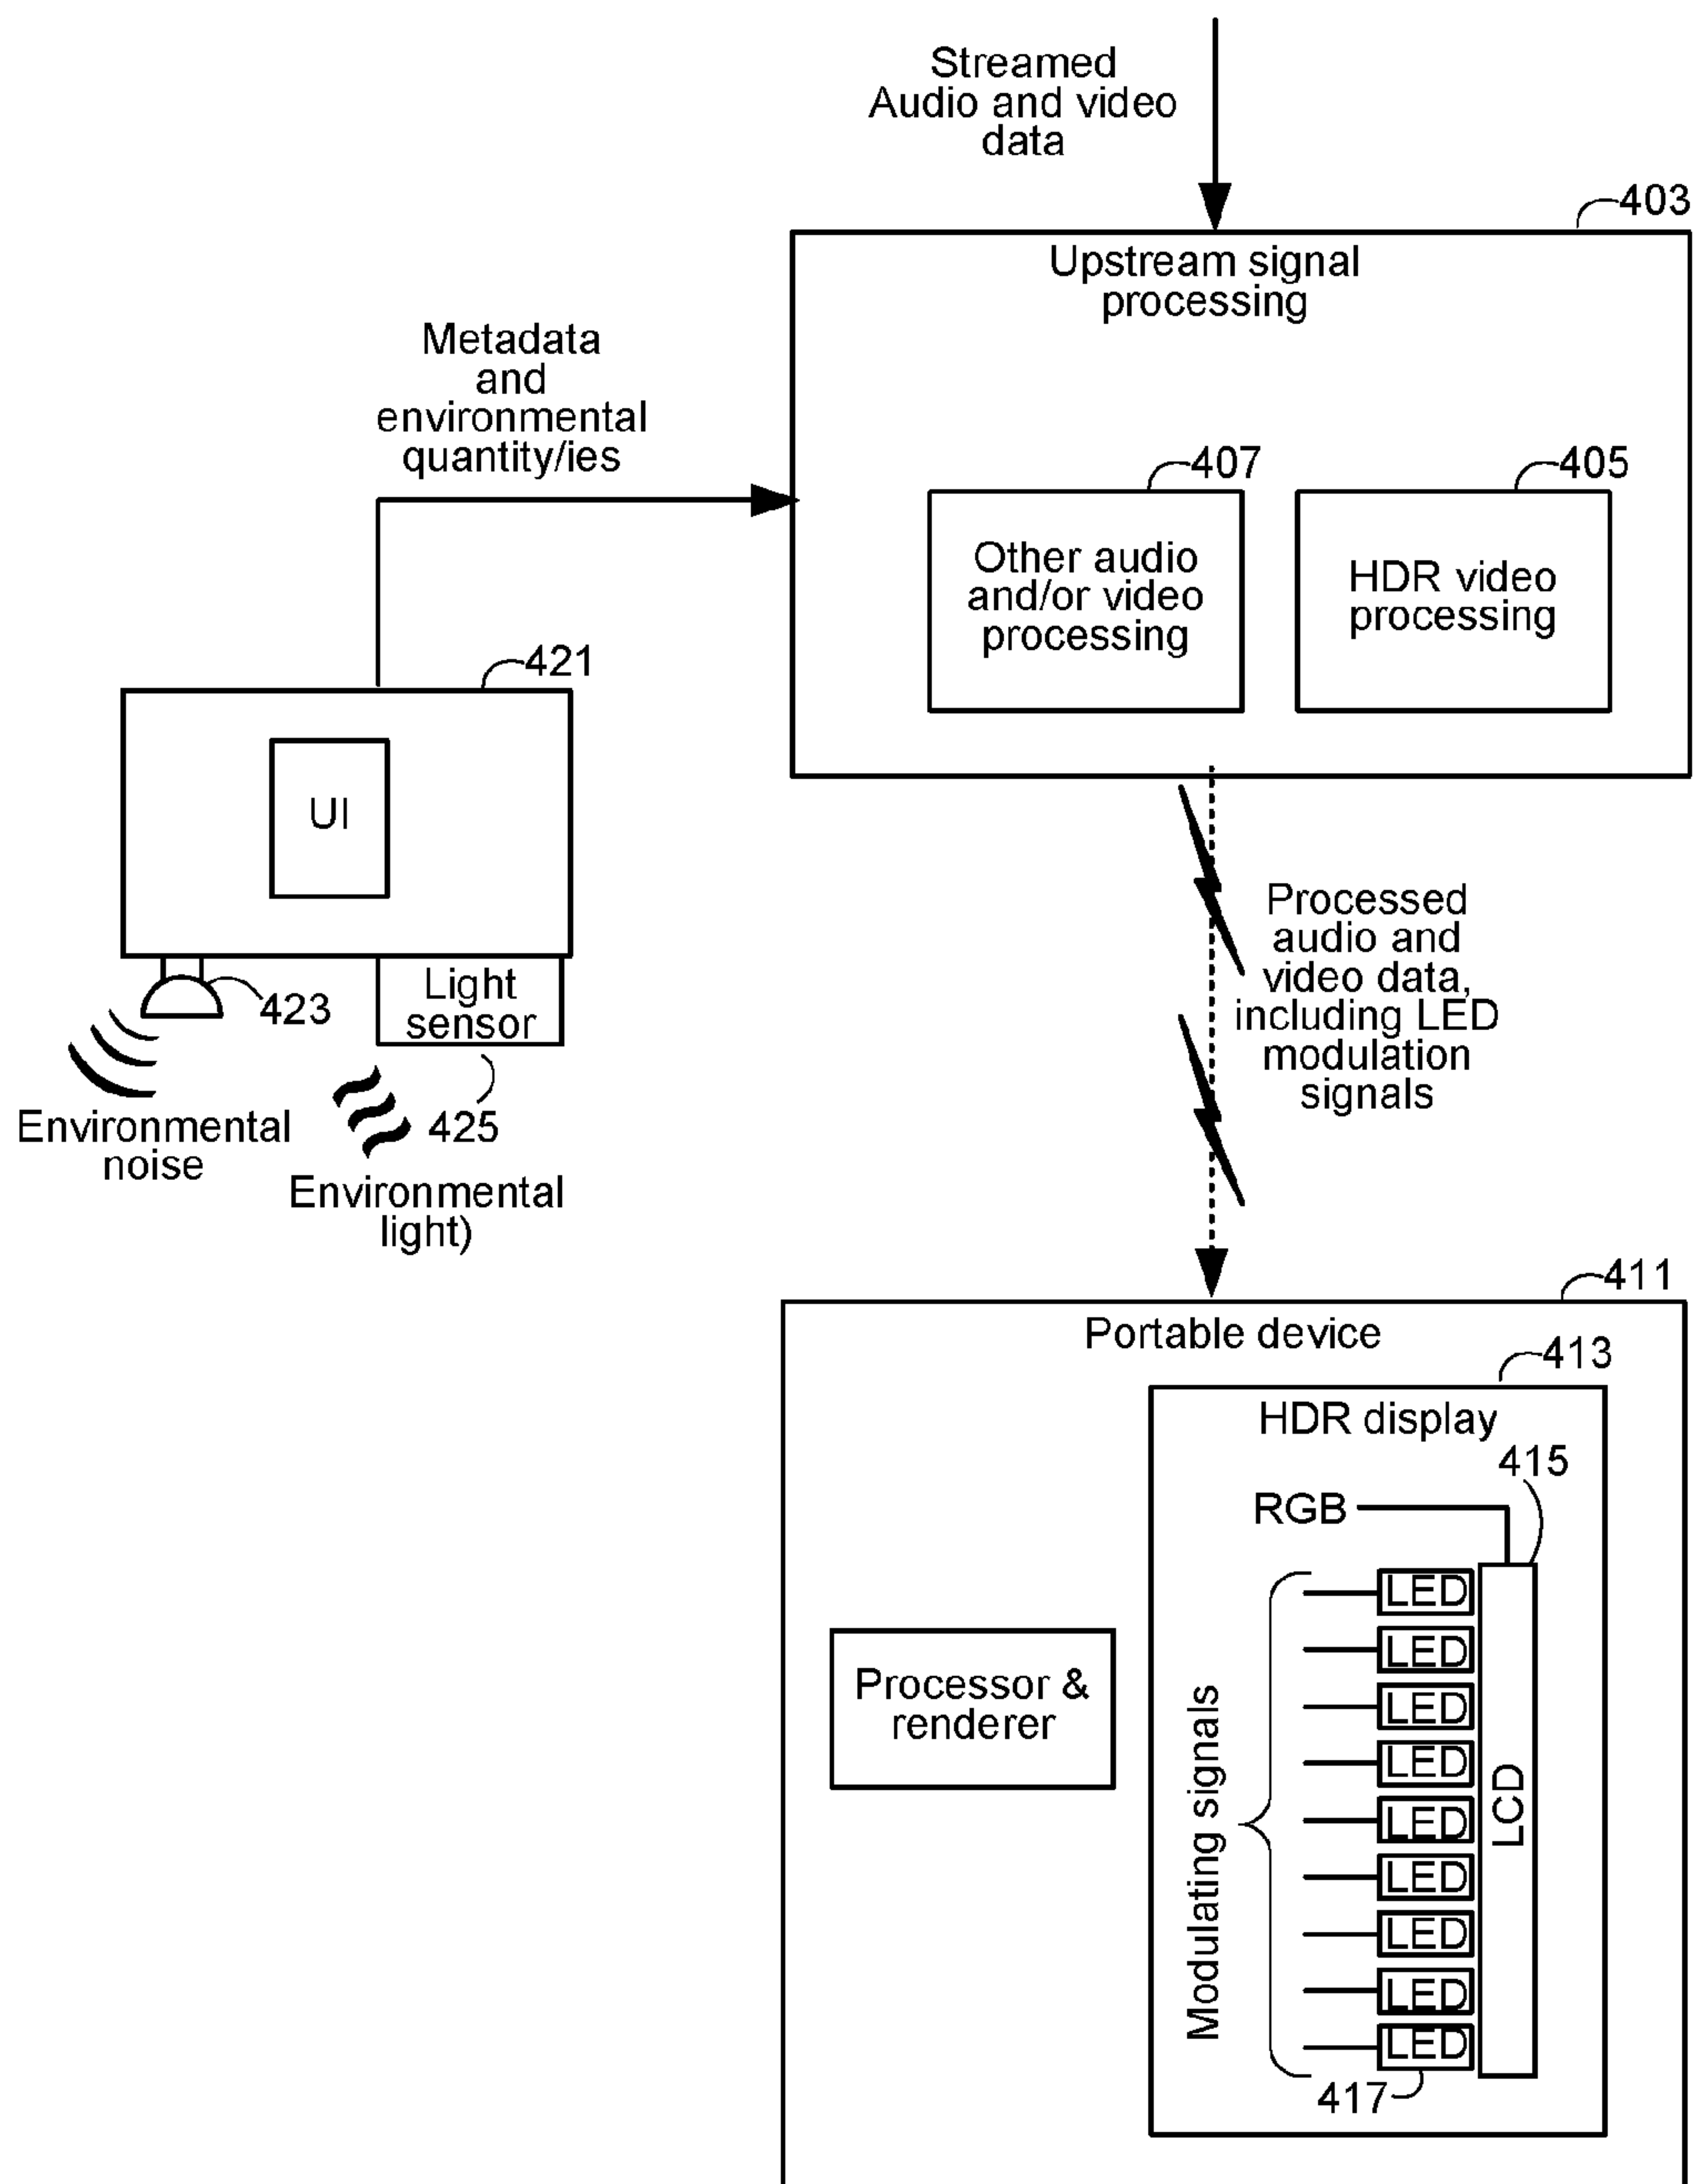 Streamed
Audio and video
data
403
Upstream signal
processing
Metadata
and
environmental
quantity/ies
407
405
Other audio
and/or video
processing
HDR video
processing
421
UI
423
Light
sensor
425
Environmental
noise
Environmental
light)
Processed
audio and
video data,
including LED
modulation
signals
411
Portable device
413
HDR display
415
RGB
Processor &
renderer
Modulating signals
LED
LED
LED
LED
LED
LED
LED
LED
LED
LCD
417